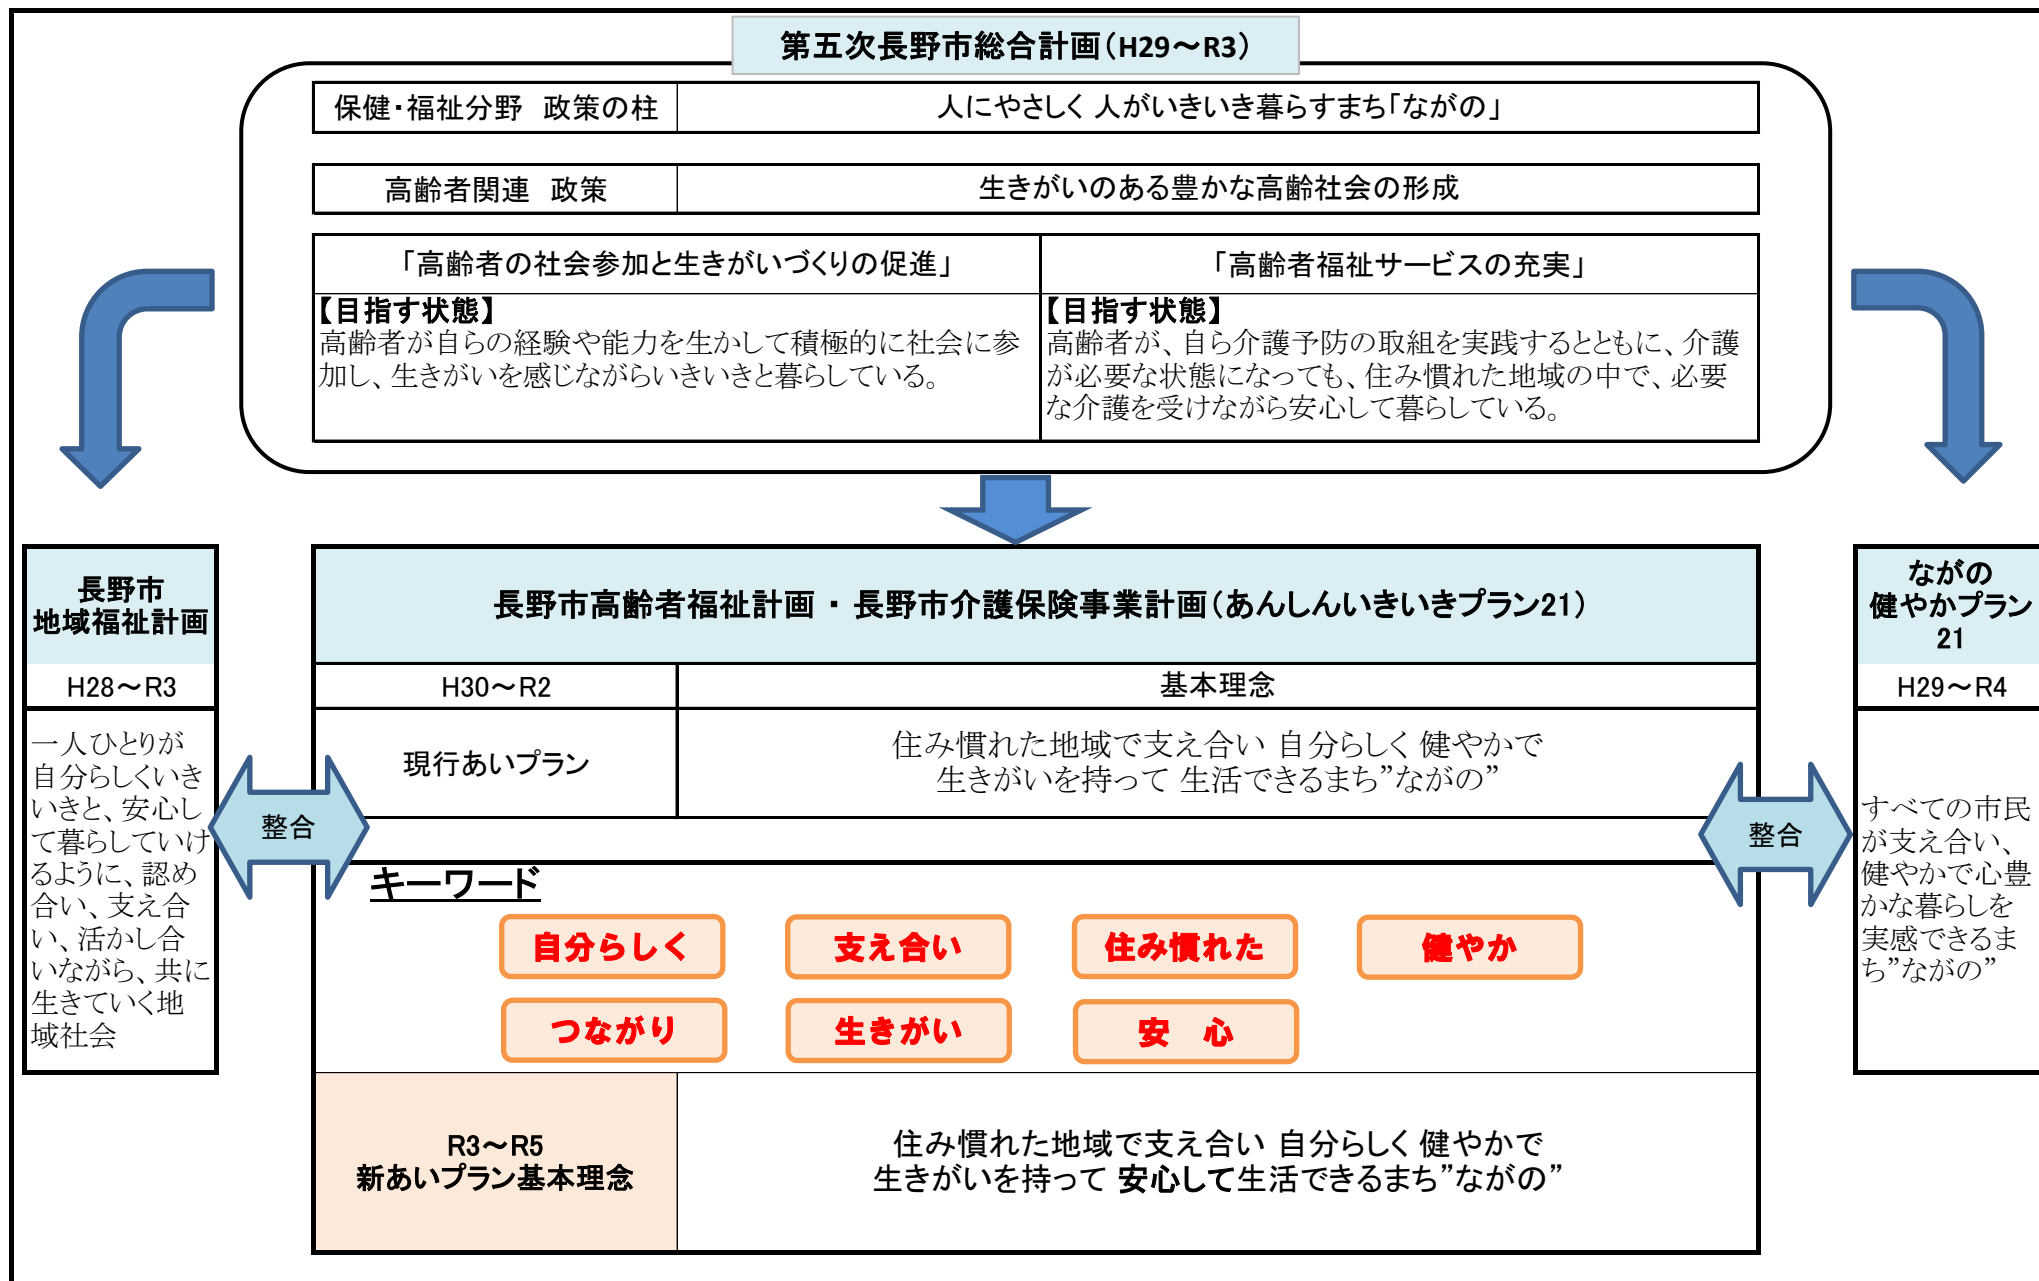 第五次長野市総合計画（H29～R3）
保健・福祉分野　政策の柱
人にやさしく 人がいきいき暮らすまち「ながの」
高齢者関連　政策
生きがいのある豊かな高齢社会の形成
「高齢者の社会参加と生きがいづくりの促進」
「高齢者福祉サービスの充実」
【目指す状態】
高齢者が自らの経験や能力を生かして積極的に社会に参
加し、生きがいを感じながらいきいきと暮らしている。
【目指す状態】
高齢者が、自ら介護予防の取組を実践するとともに、介護
が必要な状態になっても、住み慣れた地域の中で、必要
な介護を受けながら安心して暮らしている。
長野市
地域福祉計画
H28～R3
一人ひとりが
自分らしくいき
いきと、安心し
て暮らしていけ
るように、認め
合い、支え合
い、活かし合
いながら、共に
生きていく地
域社会
整合
長野市高齢者福祉計画 ・ 長野市介護保険事業計画（あんしんいきいきプラン21）
H30～R2
基本理念
現行あいプラン
住み慣れた地域で支え合い 自分らしく 健やかで
生きがいを持って 生活できるまち”ながの”
キーワード
自分らしく
支え合い
住み慣れた
健やか
つながり
生きがい
安　心
R3～R5
新あいプラン基本理念
住み慣れた地域で支え合い 自分らしく 健やかで
生きがいを持って 安心して生活できるまち”ながの”
整合
ながの
健やかプラン
21
H29～R4
すべての市民
が支え合い、
健やかで心豊
かな暮らしを
実感できるま
ち”ながの”